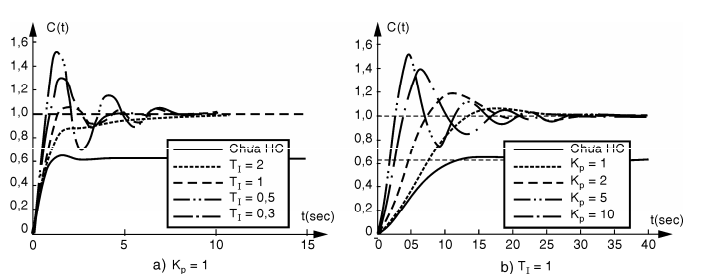 C(t)
1,6
1,4
1,2
1,0
0,8
0,6
0,4
0,2
0
0
5
10
15
t(sec)
Chưa HC
T_I = 2
T_I = 1
T_I = 0,5
T_I = 0,3
a) K_p = 1
C(t)
1,6
1,4
1,2
1,0
0,8
0,6
0,4
0,2
0
0
05
10
15
20
25
30
35
40
t(sec)
Chưa HC
K_p = 1
K_p = 2
K_p = 5
K_p = 10
b) T_I = 1